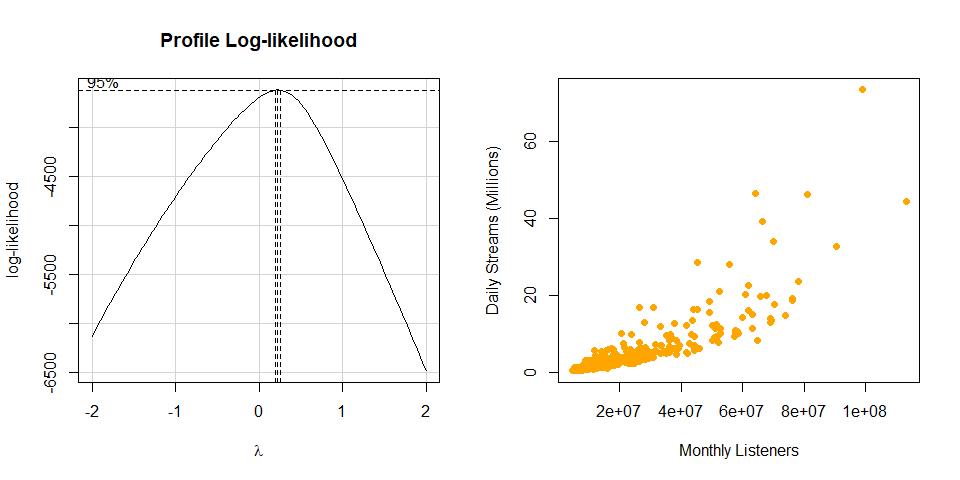 Profile Log-likelihood
95%
log-likelihood
-4500
-5500
-6500
-2 -1 0 1 2
λ
Daily Streams (Millions)
60
40
20
0
2e+07 4e+07 6e+07 8e+07 1e+08
Monthly Listeners